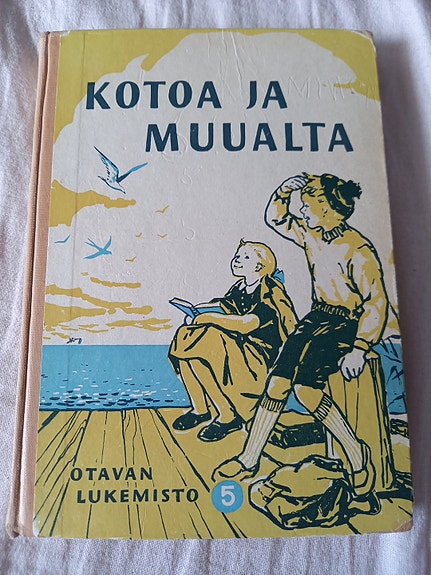 KOTOA JA
MUUALTA
OTAVAN
LUKEMISTO 5